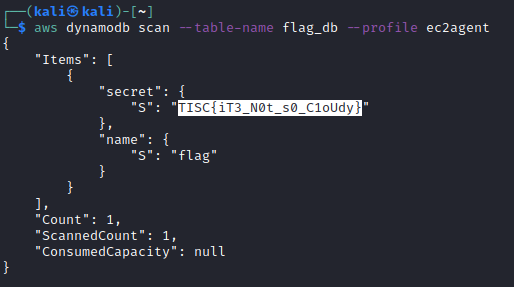 ┌──(kali㉿kali)-[~]
└─$ aws dynamodb scan --table-name flag_db --profile ec2agent
{
    "Items": [
        {
            "secret": {
                "S": "TISC{iT3_N0t_s0_C1oUdy}"
            },
            "name": {
                "S": "flag"
            }
        }
    ],
    "Count": 1,
    "ScannedCount": 1,
    "ConsumedCapacity": null
}